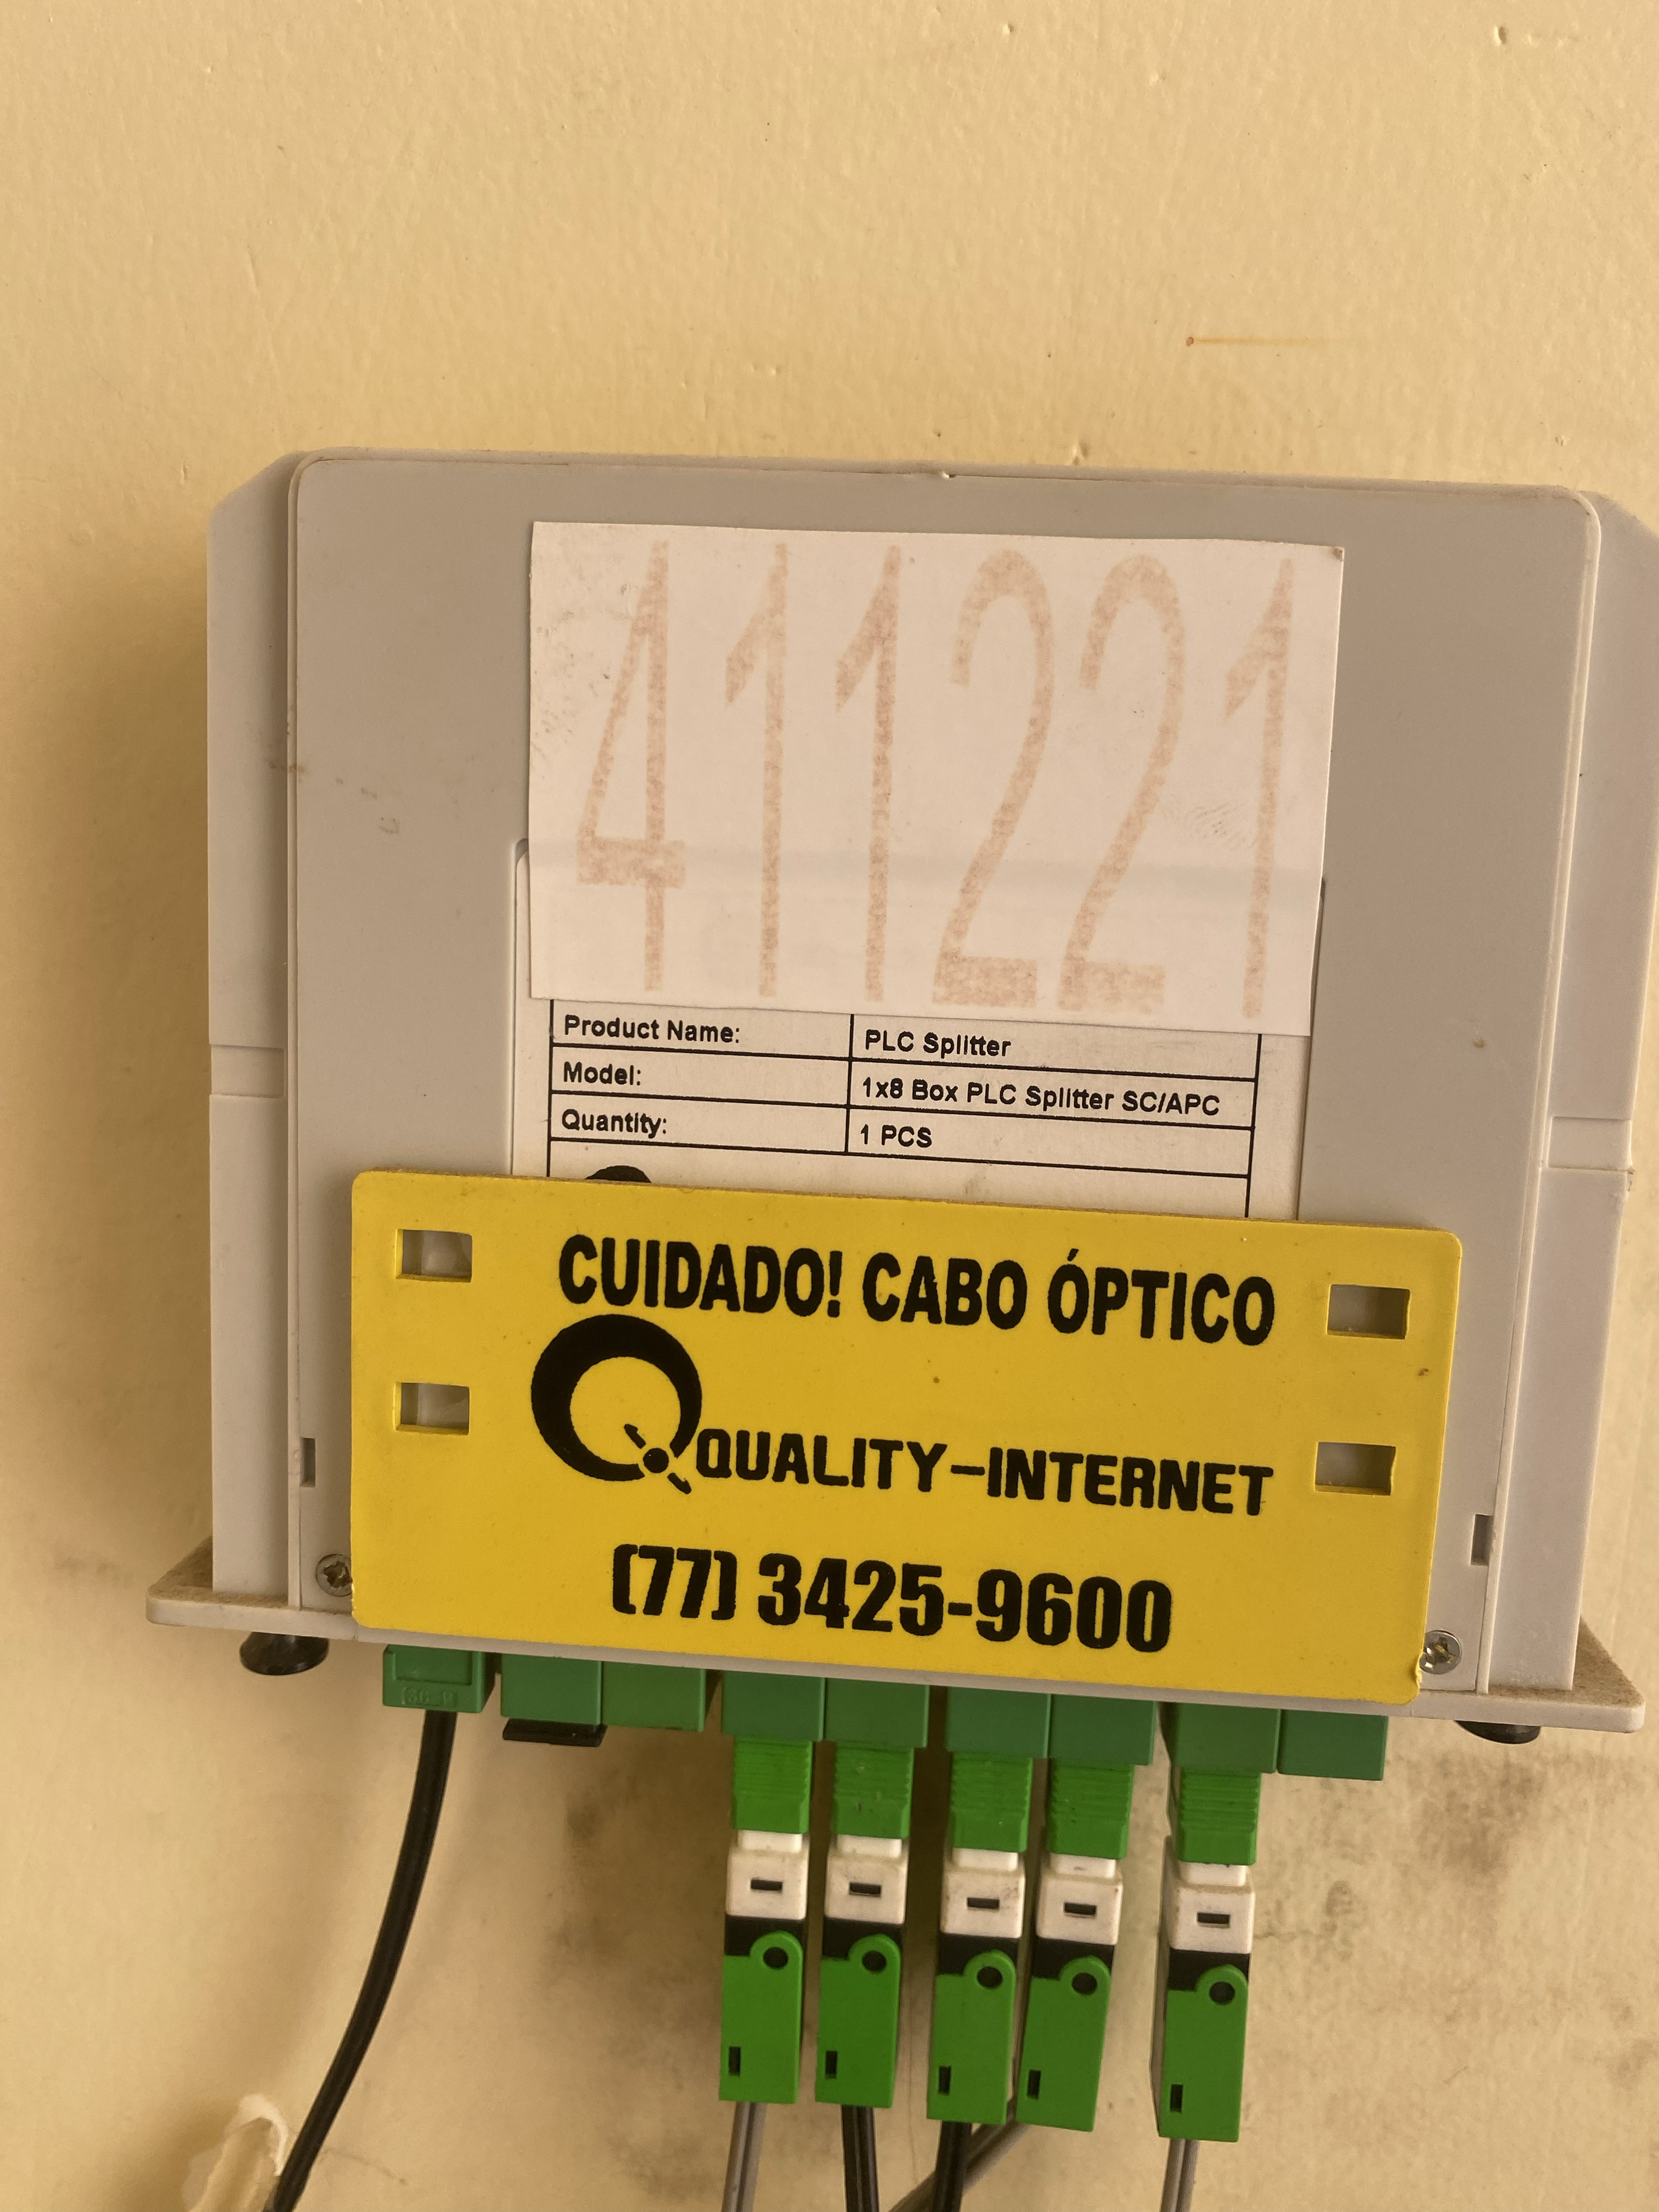 411221
Product Name: PLC Splitter
Model: 1x8 Box PLC Splitter SC/APC
Quantity: 1 PCS
CUIDADO! CABO ÓPTICO
QUALITY-INTERNET
(77) 3425-9600